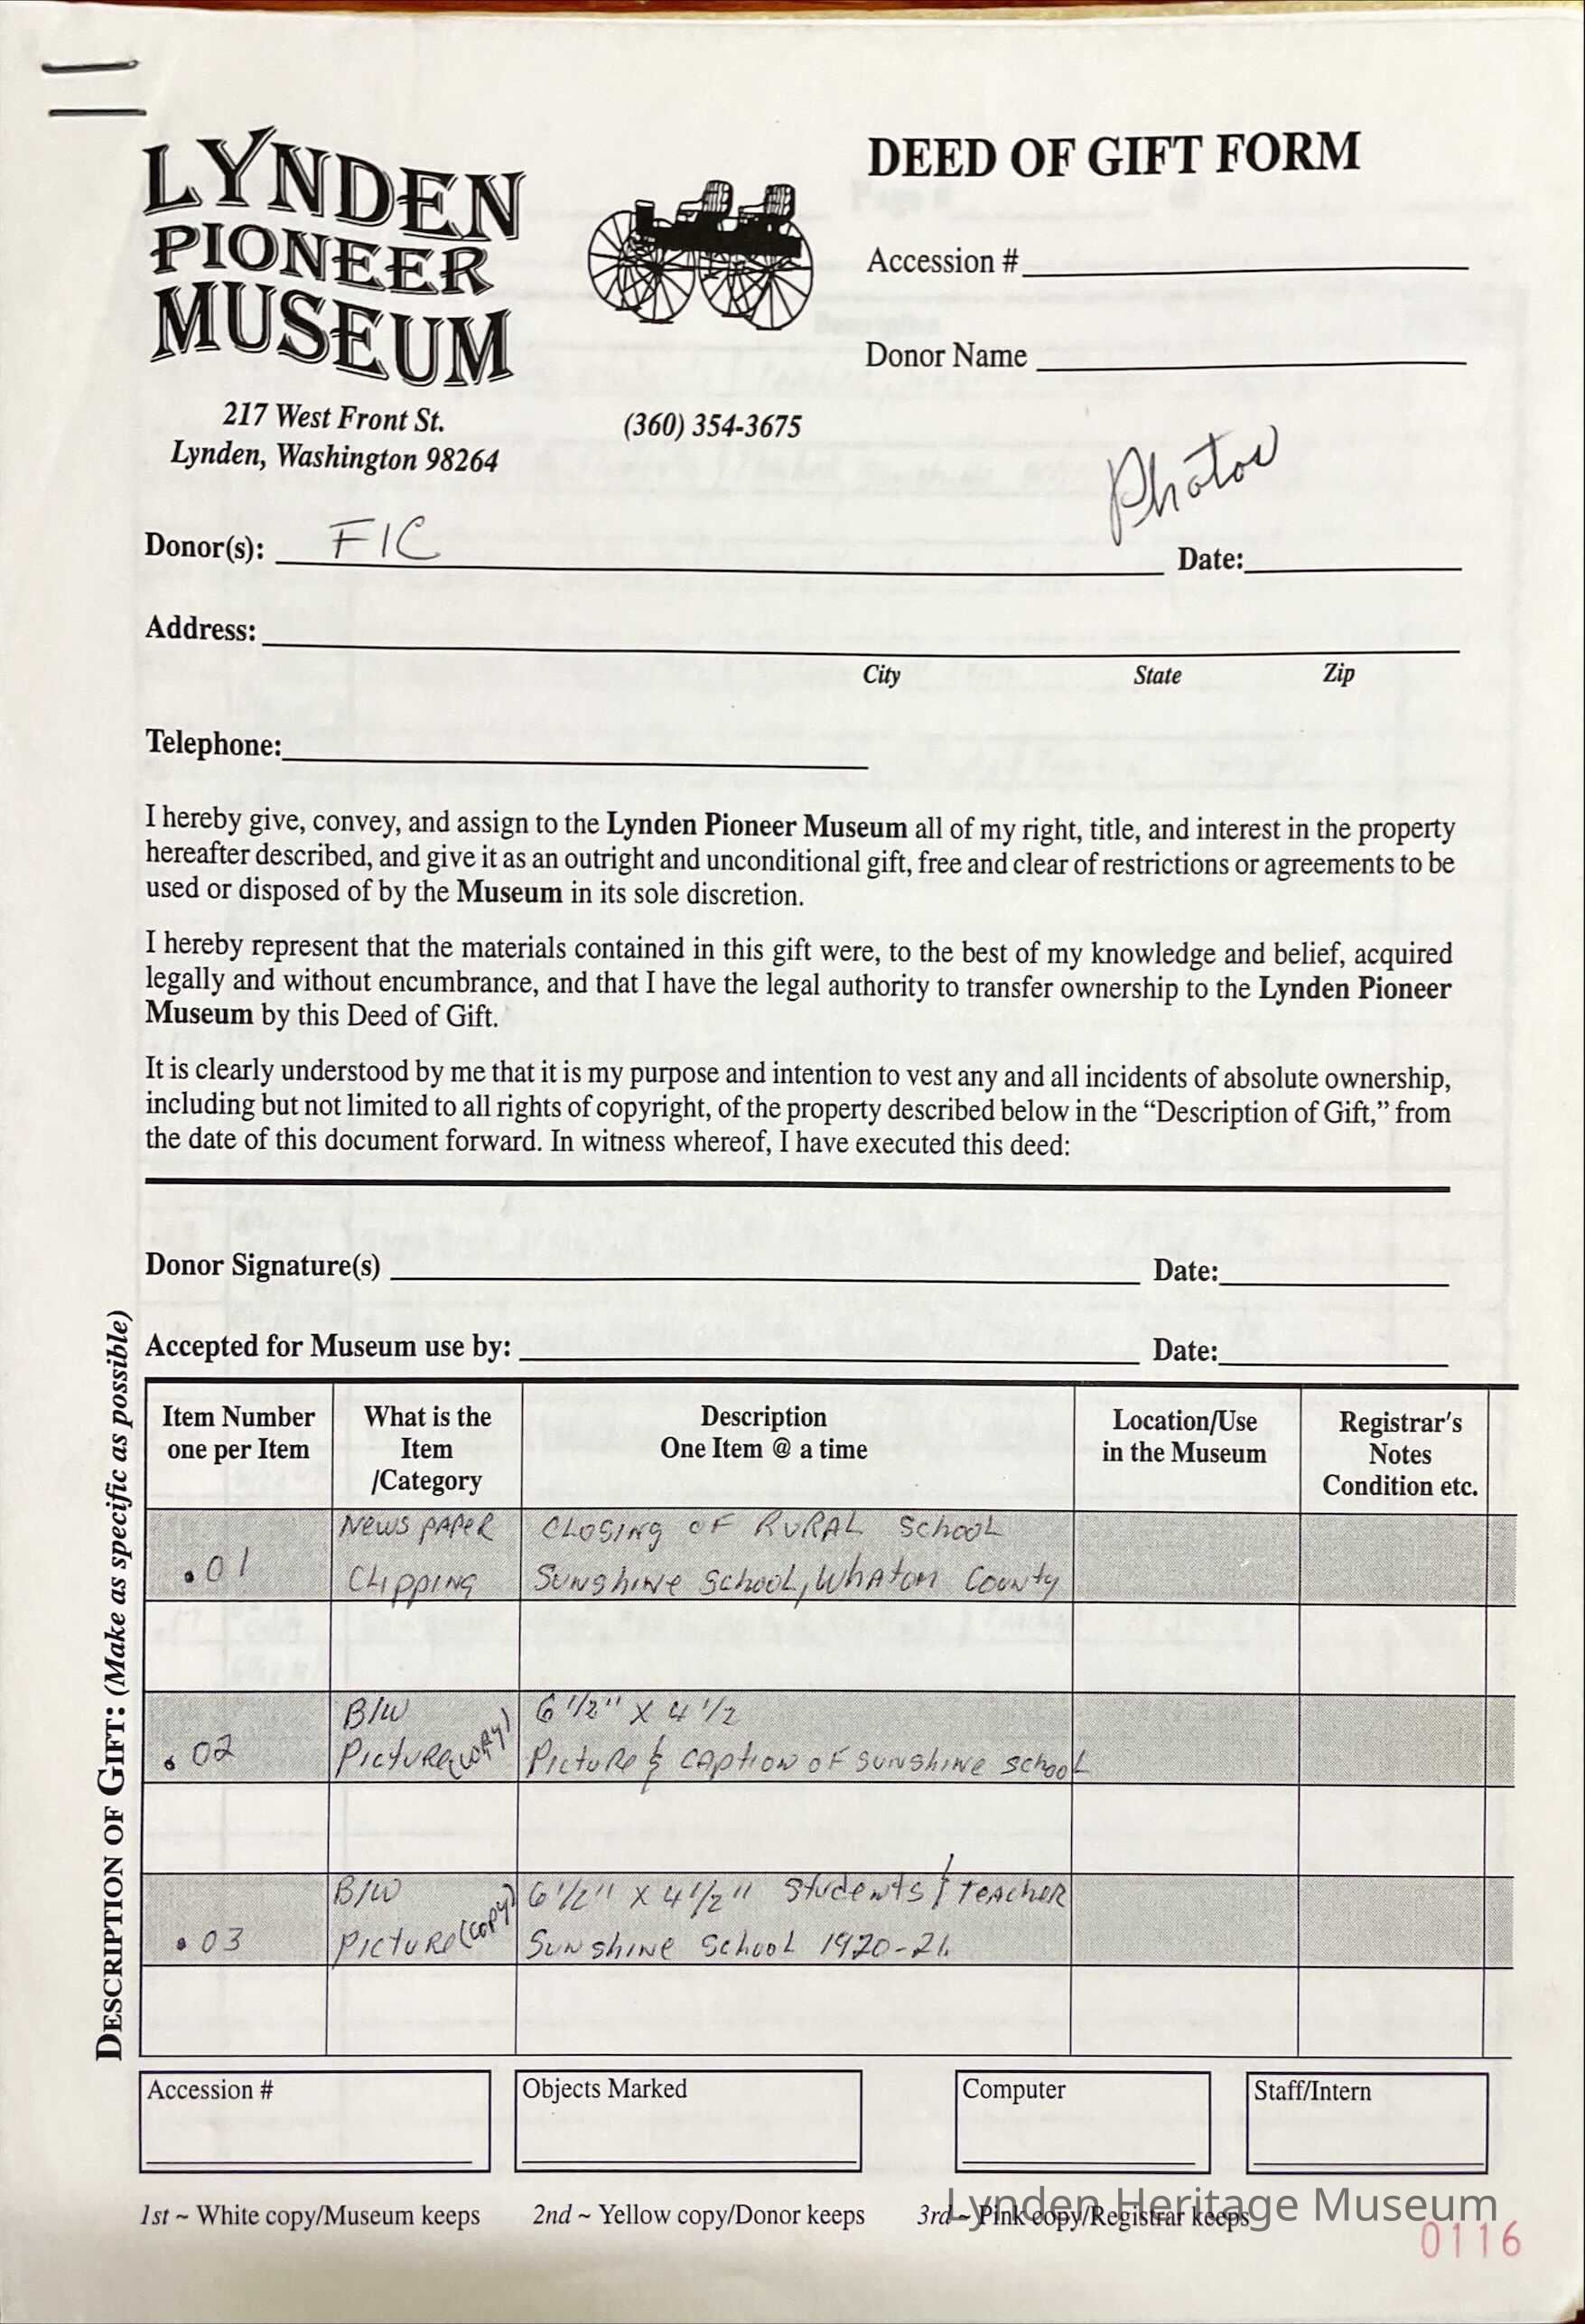 LYNDEN
PIONEER
MUSEUM
217 West Front St.
Lynden, Washington 98264
(360) 354-3675
DEED OF GIFT FORM
Accession #
Donor Name
Photos
Donor(s): FIC Date:
Address:
City State Zip
Telephone:
I hereby give, convey, and assign to the Lynden Pioneer Museum all of my right, title, and interest in the property
hereafter described, and give it as an outright and unconditional gift, free and clear of restrictions or agreements to be
used or disposed of by the Museum in its sole discretion.
I hereby represent that the materials contained in this gift were, to the best of my knowledge and belief, acquired
legally and without encumbrance, and that I have the legal authority to transfer ownership to the Lynden Pioneer
Museum by this Deed of Gift.
It is clearly understood by me that it is my purpose and intention to vest any and all incidents of absolute ownership,
including but not limited to all rights of copyright, of the property described below in the “Description of Gift,” from
the date of this document forward. In witness whereof, I have executed this deed:
Donor Signature(s) Date:
Accepted for Museum use by: Date:
DESCRIPTION OF GIFT: (Make as specific as possible)
Item Number What is the Description Location/Use Registrar's
one per Item Item One Item @ a time in the Museum Notes
/Category Condition etc.
Newspaper CLOSING OF RURAL School
.01 CLipping Sunshine School, Whatom County
B/W 6 1/2" X 4 1/2
.02 Picture (copy) Picture & caption of sunshine school
B/W 6 1/2" X 4 1/2" Students & Teacher
.03 Picture (copy) Sunshine School 1920-21.
Accession # Objects Marked Computer Staff/Intern
1st ~ White copy/Museum keeps 2nd ~ Yellow copy/Donor keeps 3rd ~ Pink copy/Registrar keeps
Lynden Heritage Museum
0116